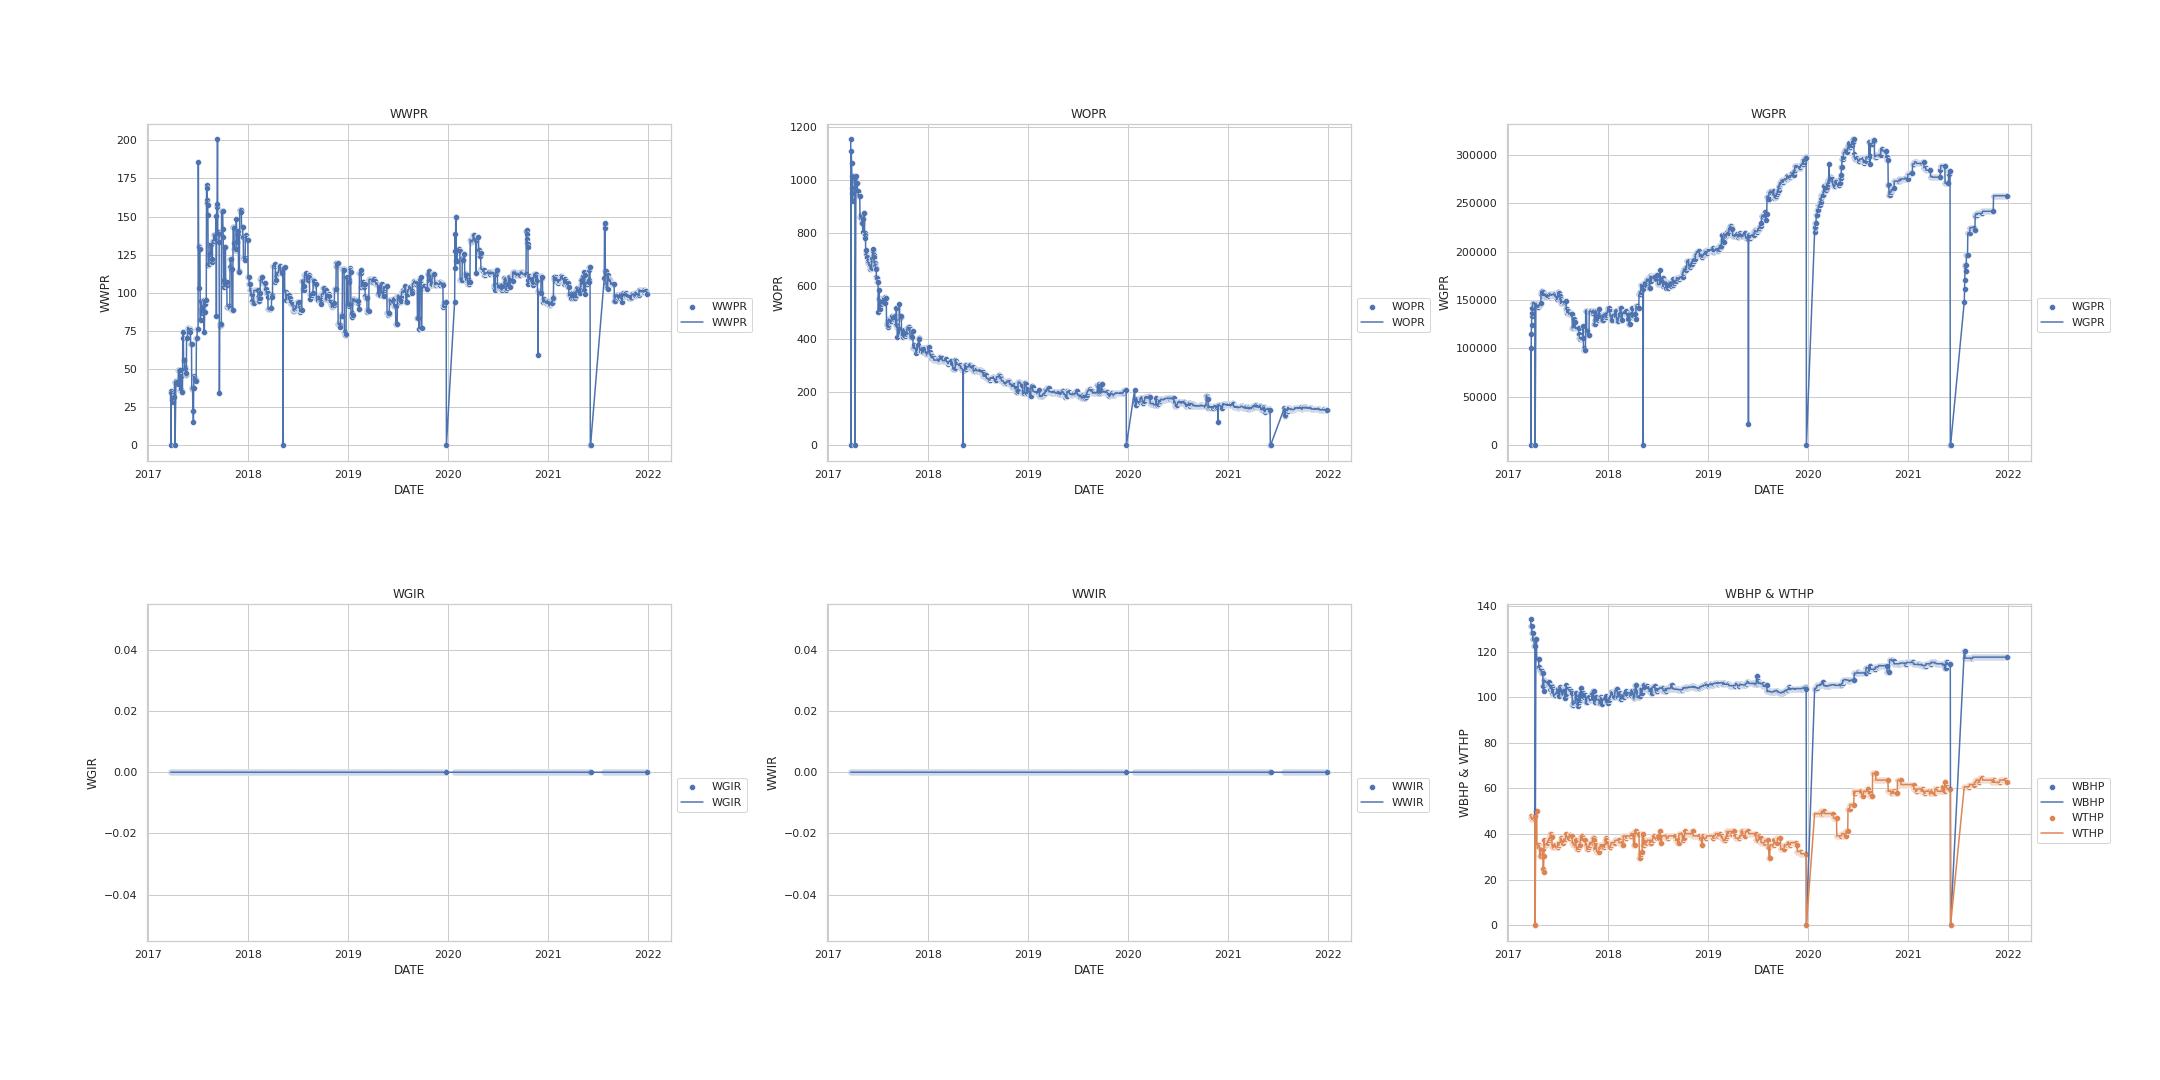 WWPR
WWPR
200
175
150
125
100
75
50
25
0
2017 2018 2019 2020 2021 2022
DATE
WWPR
WWPR
WOPR
WOPR
1200
1000
800
600
400
200
0
2017 2018 2019 2020 2021 2022
DATE
WOPR
WOPR
WGPR
WGPR
300000
250000
200000
150000
100000
50000
0
2017 2018 2019 2020 2021 2022
DATE
WGPR
WGPR
WGIR
WGIR
0.04
0.02
0.00
−0.02
−0.04
2017 2018 2019 2020 2021 2022
DATE
WGIR
WGIR
WWIR
WWIR
0.04
0.02
0.00
−0.02
−0.04
2017 2018 2019 2020 2021 2022
DATE
WWIR
WWIR
WBHP & WTHP
WBHP & WTHP
140
120
100
80
60
40
20
0
2017 2018 2019 2020 2021 2022
DATE
WBHP
WBHP
WTHP
WTHP